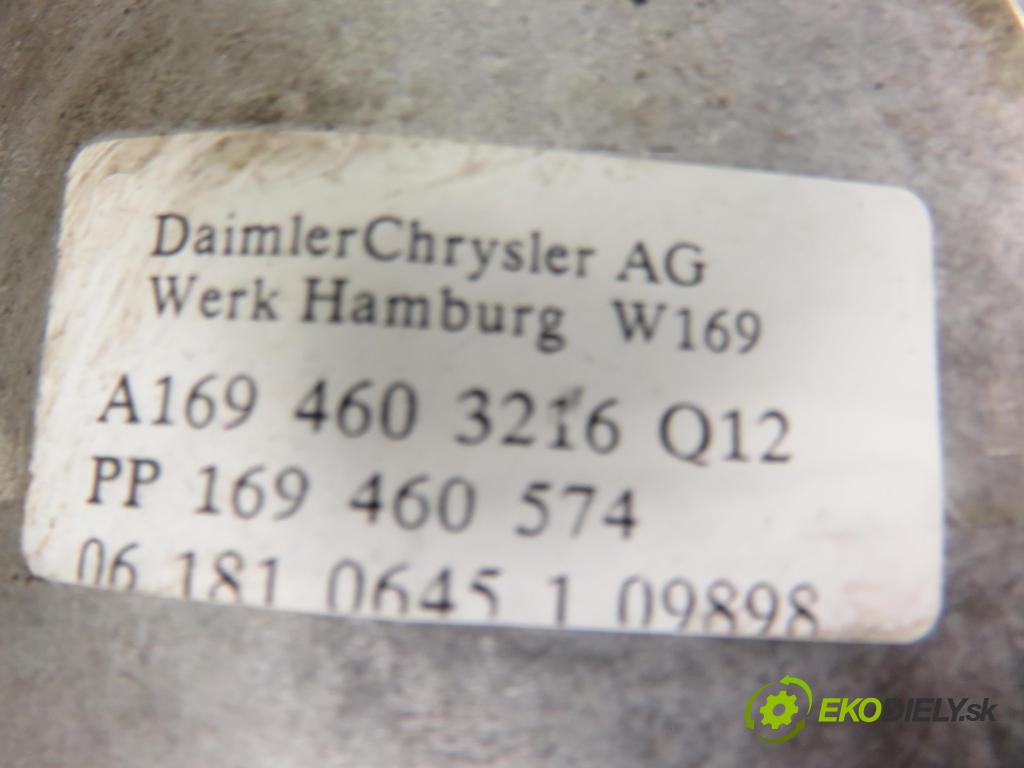 DaimlerChrysler AG
Werk Hamburg W169
A169 460 3216 Q12
PP 169 460 574
06 181 0645 1 09898
EKODIELY.sk